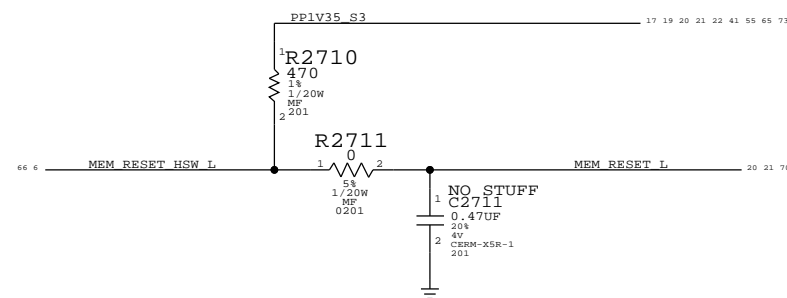 PP1V35_S3
17 19 20 21 22 41 55 65 73
1
R2710
470
1%
1/20W
MF
201
2
R2711
0
66 6
MEM_RESET_HSW_L
1
2
MEM_RESET_L
20 21 70
5%
1/20W
MF
0201
NO STUFF
1
C2711
0.47UF
20%
4V
2
CERM-X5R-1
201